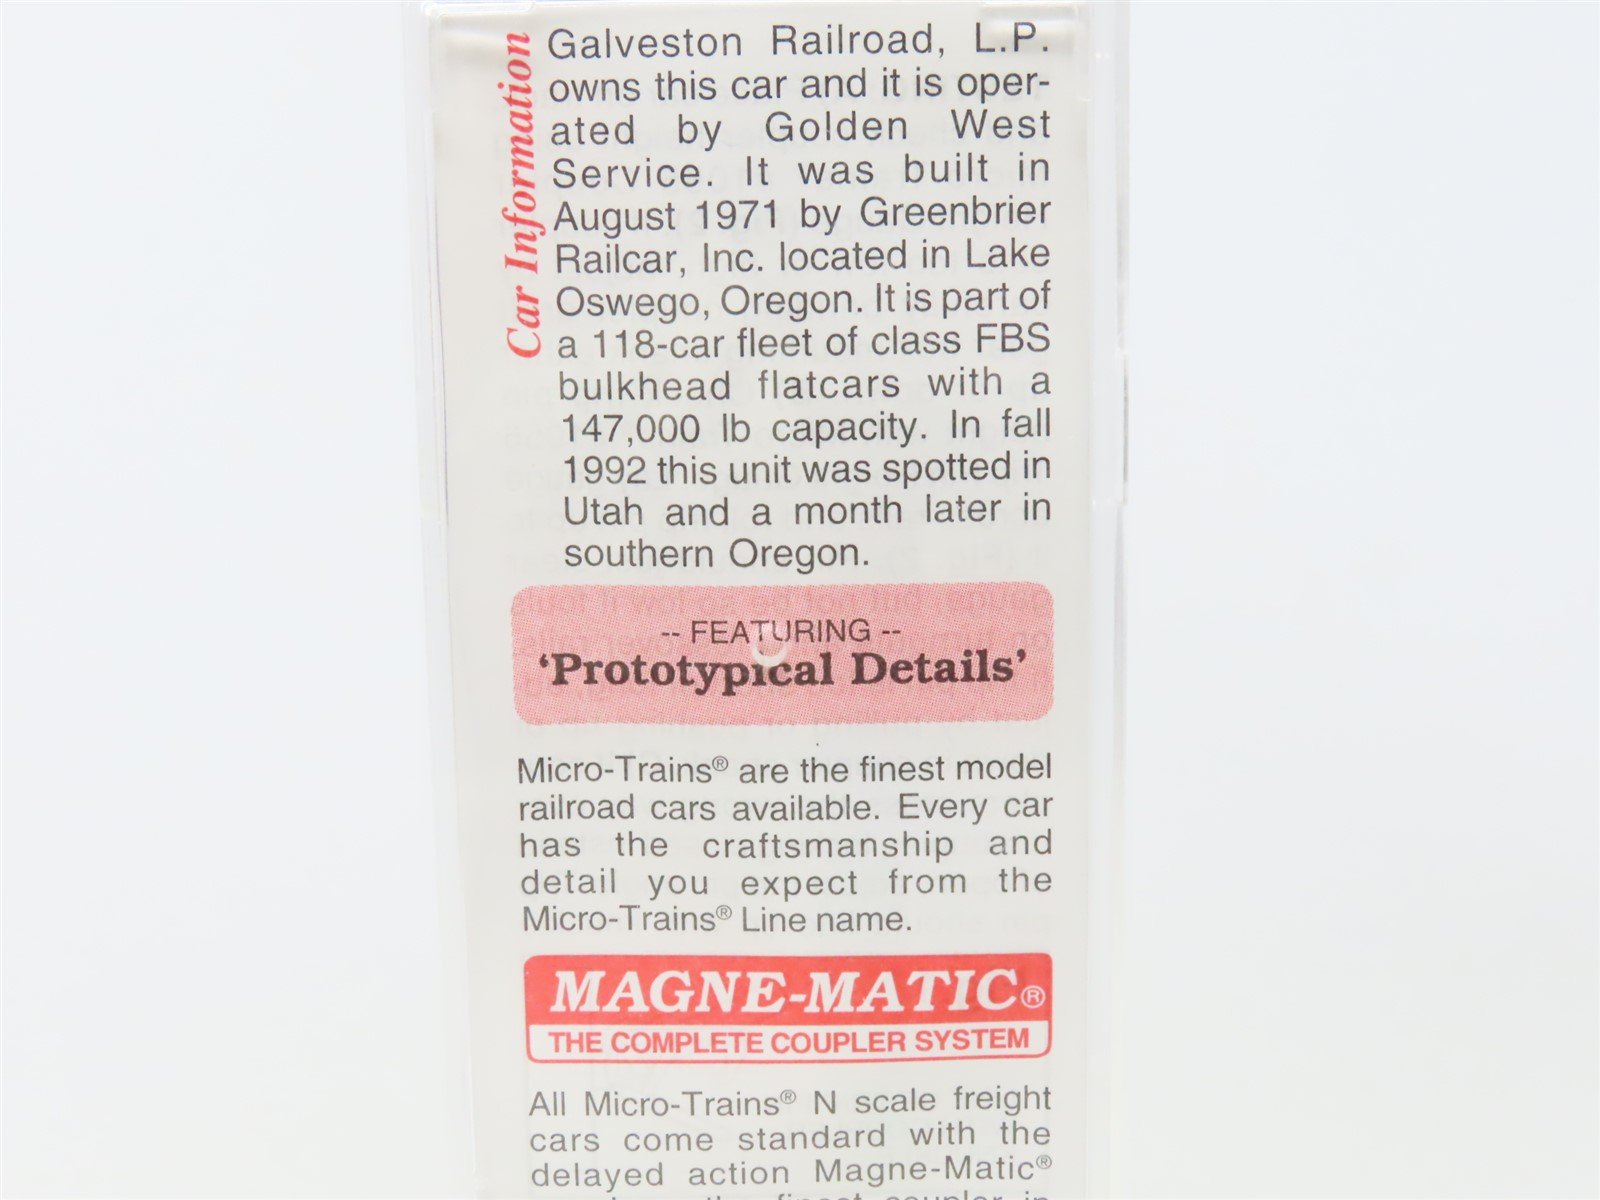 Car Information
Galveston Railroad, L.P.
owns this car and it is oper-
ated by Golden West
Service. It was built in
August 1971 by Greenbrier
Railcar, Inc. located in Lake
Oswego, Oregon. It is part of
a 118-car fleet of class FBS
bulkhead flatcars with a
147,000 lb capacity. In fall
1992 this unit was spotted in
Utah and a month later in
southern Oregon.
-- FEATURING --
‘Prototypical Details’
Micro-Trains® are the finest model
railroad cars available. Every car
has the craftsmanship and
detail you expect from the
Micro-Trains® Line name.
MAGNE-MATIC®
THE COMPLETE COUPLER SYSTEM
All Micro-Trains® N scale freight
cars come standard with the
delayed action Magne-Matic®
the finest coupler in